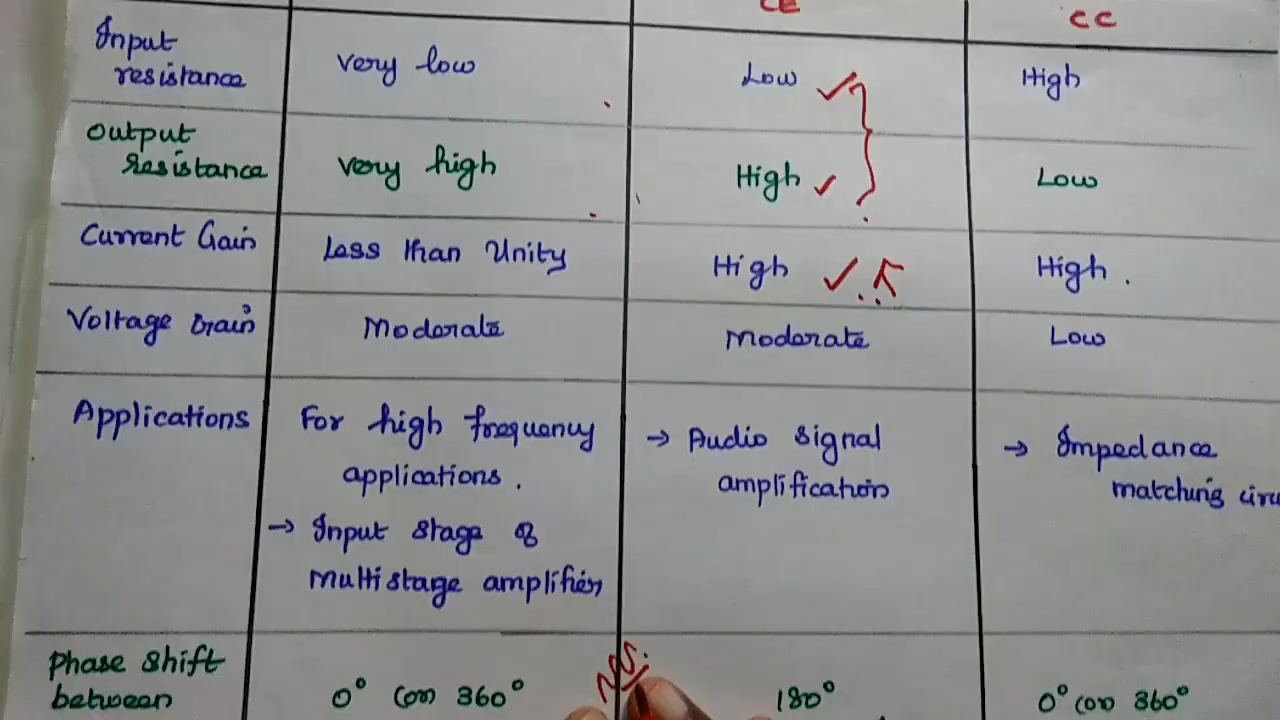 CE CC
Input resistance Very low Low High
Output resistance Very high High Low
Current Gain Less than Unity High High .
Voltage Gain Moderate Moderate Low
Applications For high frequency applications .
→ Input stage of multistage amplifier
→ Audio signal amplification
→ Impedance matching
Phase shift between 0° (or) 360° 180° 0° (or) 360°